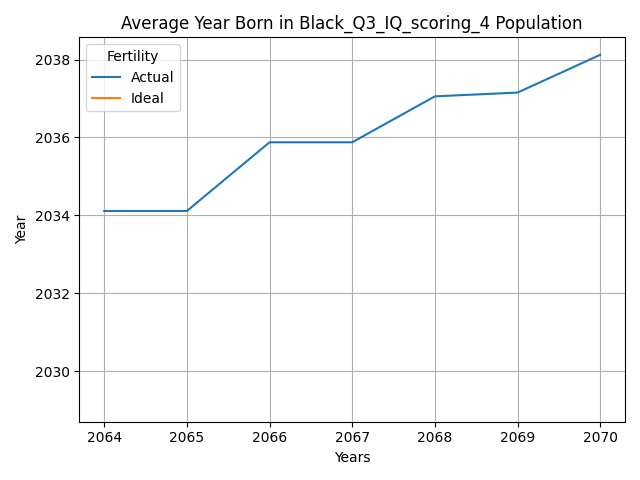 Average Year Born in Black_Q3_IQ_scoring_4 Population
Fertility
Actual
Ideal
2038
2036
2034
2032
2030
Year
2064 2065 2066 2067 2068 2069 2070
Years